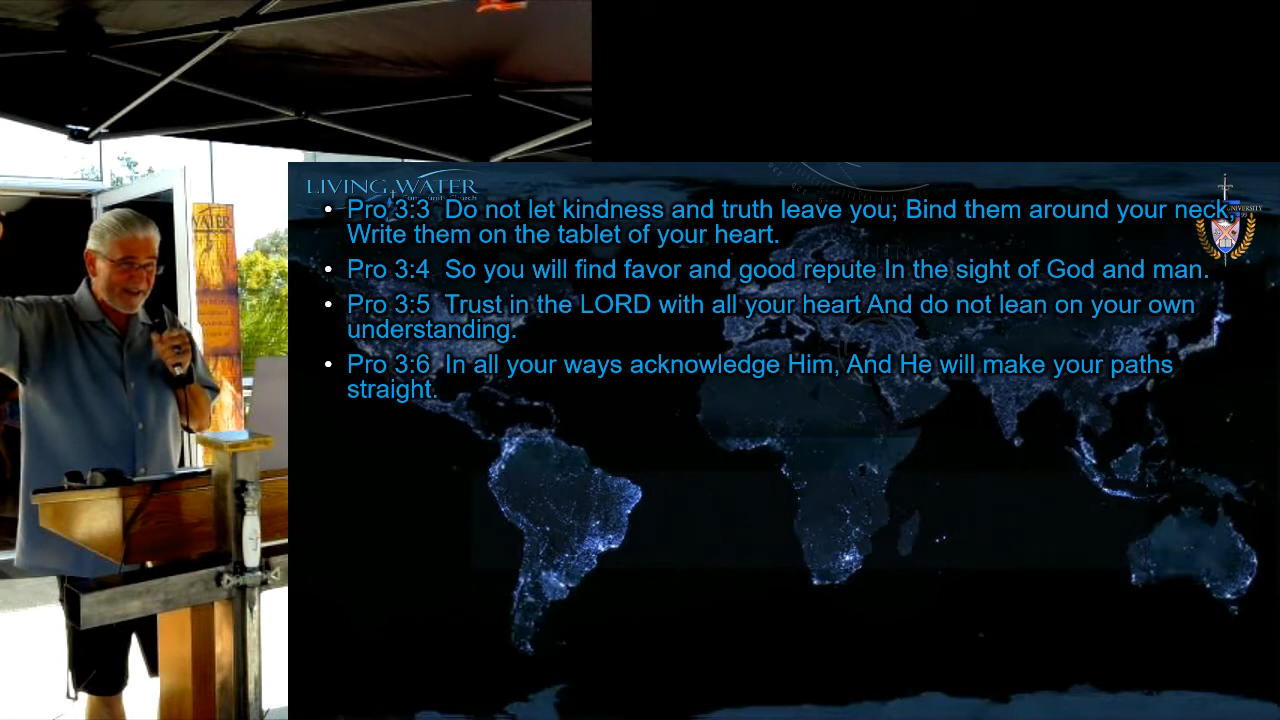 LIVING WATER
Community Church
• Pro 3:3 Do not let kindness and truth leave you; Bind them around your neck,
Write them on the tablet of your heart.
• Pro 3:4 So you will find favor and good repute In the sight of God and man.
• Pro 3:5 Trust in the LORD with all your heart And do not lean on your own
understanding.
• Pro 3:6 In all your ways acknowledge Him, And He will make your paths
straight.
UNIVERSITY
WATER